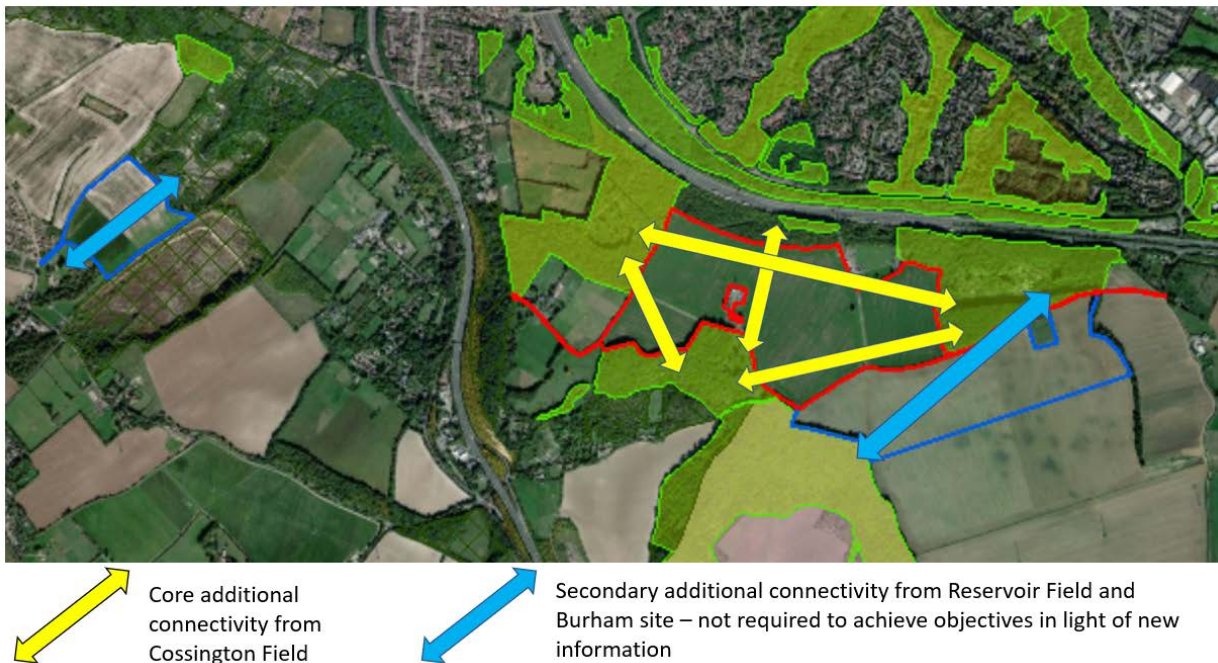 Core additional
connectivity from
Cossington Field
Secondary additional connectivity from Reservoir Field and
Burham site – not required to achieve objectives in light of new
information